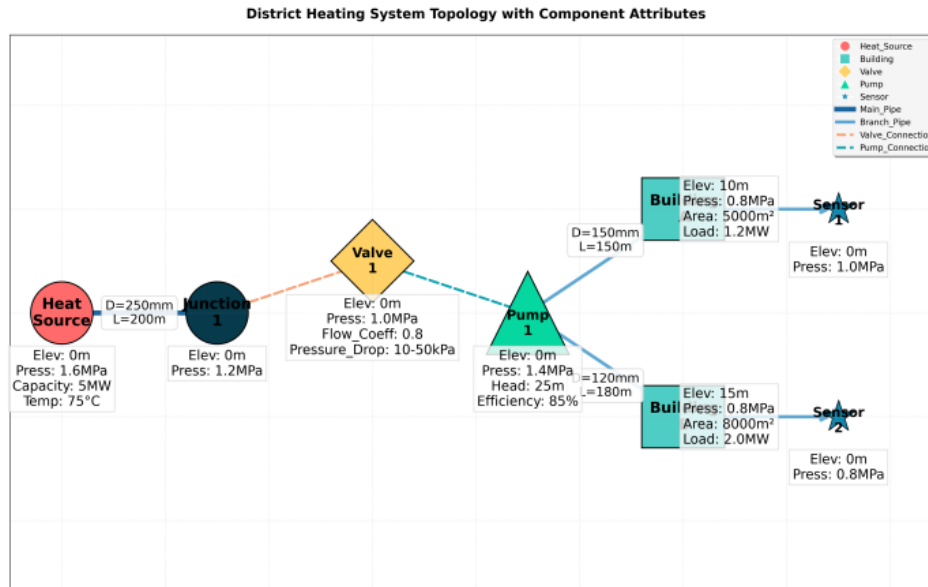 District Heating System Topology with Component Attributes
Heat_Source
Building
Valve
Pump
Sensor
Main_Pipe
Branch_Pipe
Valve_Connection
Pump_Connection
Heat
Source
Elev: 0m
Press: 1.6MPa
Capacity: 5MW
Temp: 75°C
D=250mm
L=200m
Junction
1
Elev: 0m
Press: 1.2MPa
Valve
1
Elev: 0m
Press: 1.0MPa
Flow_Coeff: 0.8
Pressure_Drop: 10-50kPa
Pump
1
Elev: 0m
Press: 1.4MPa
Head: 25m
Efficiency: 85%
D=150mm
L=150m
Elev: 10m
Press: 0.8MPa
Area: 5000m²
Load: 1.2MW
Sensor
1
Elev: 0m
Press: 1.0MPa
D=120mm
L=180m
Elev: 15m
Press: 0.8MPa
Area: 8000m²
Load: 2.0MW
Sensor
2
Elev: 0m
Press: 0.8MPa